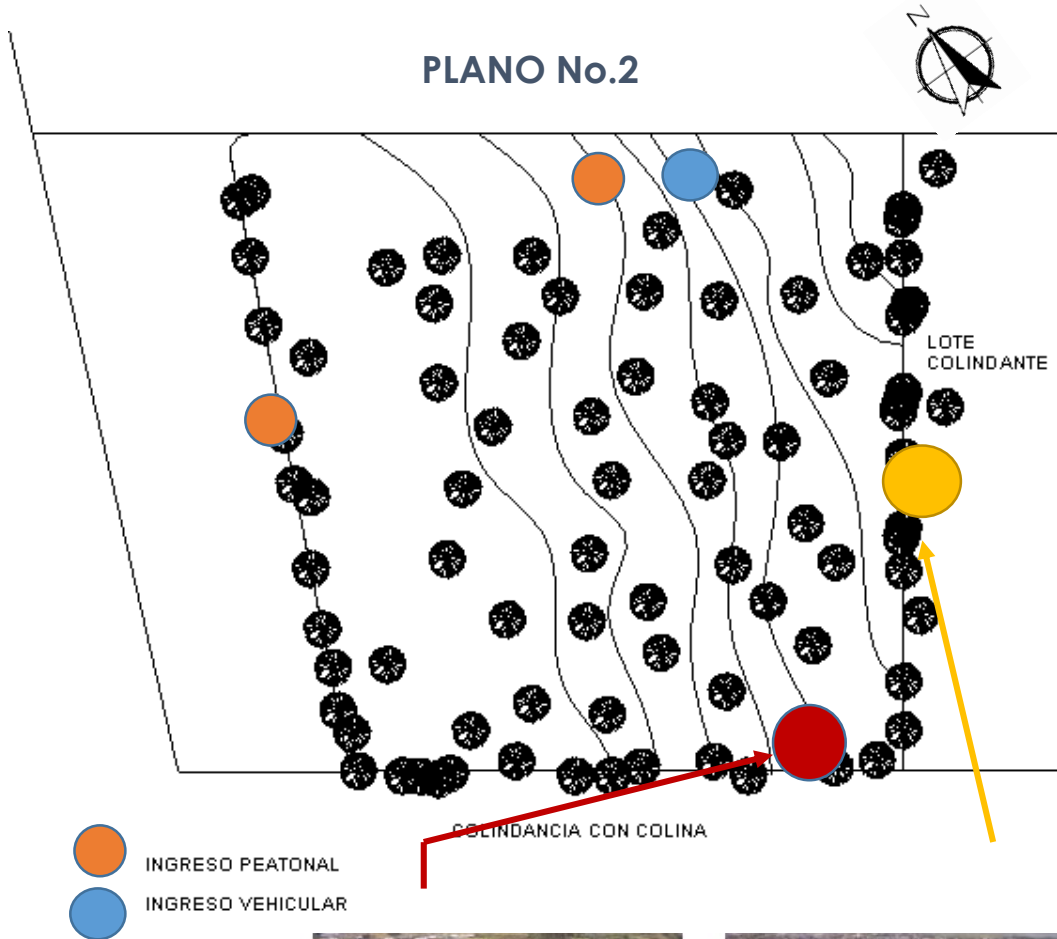 N
PLANO No.2
LOTE
COLINDANTE
COLINDANCIA CON COLINA
INGRESO PEATONAL
INGRESO VEHICULAR